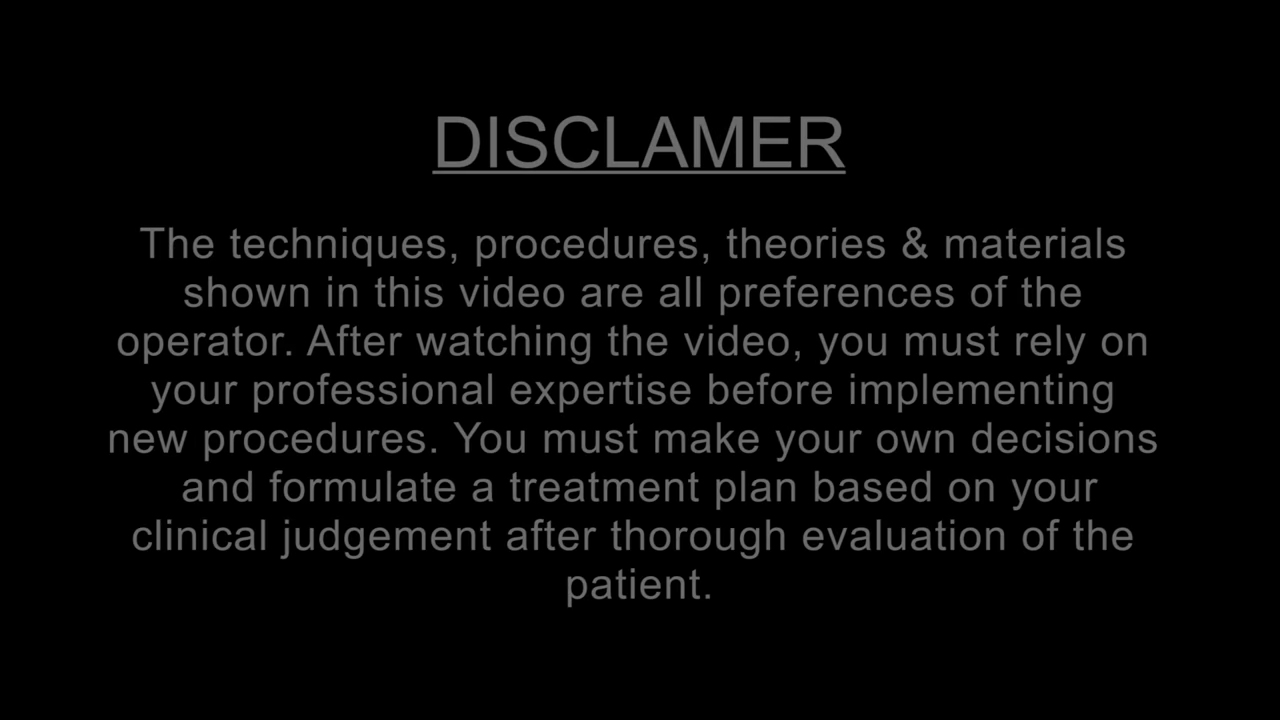 DISCLAMER
The techniques, procedures, theories & materials
shown in this video are all preferences of the
operator. After watching the video, you must rely on
your professional expertise before implementing
new procedures. You must make your own decisions
and formulate a treatment plan based on your
clinical judgement after thorough evaluation of the
patient.